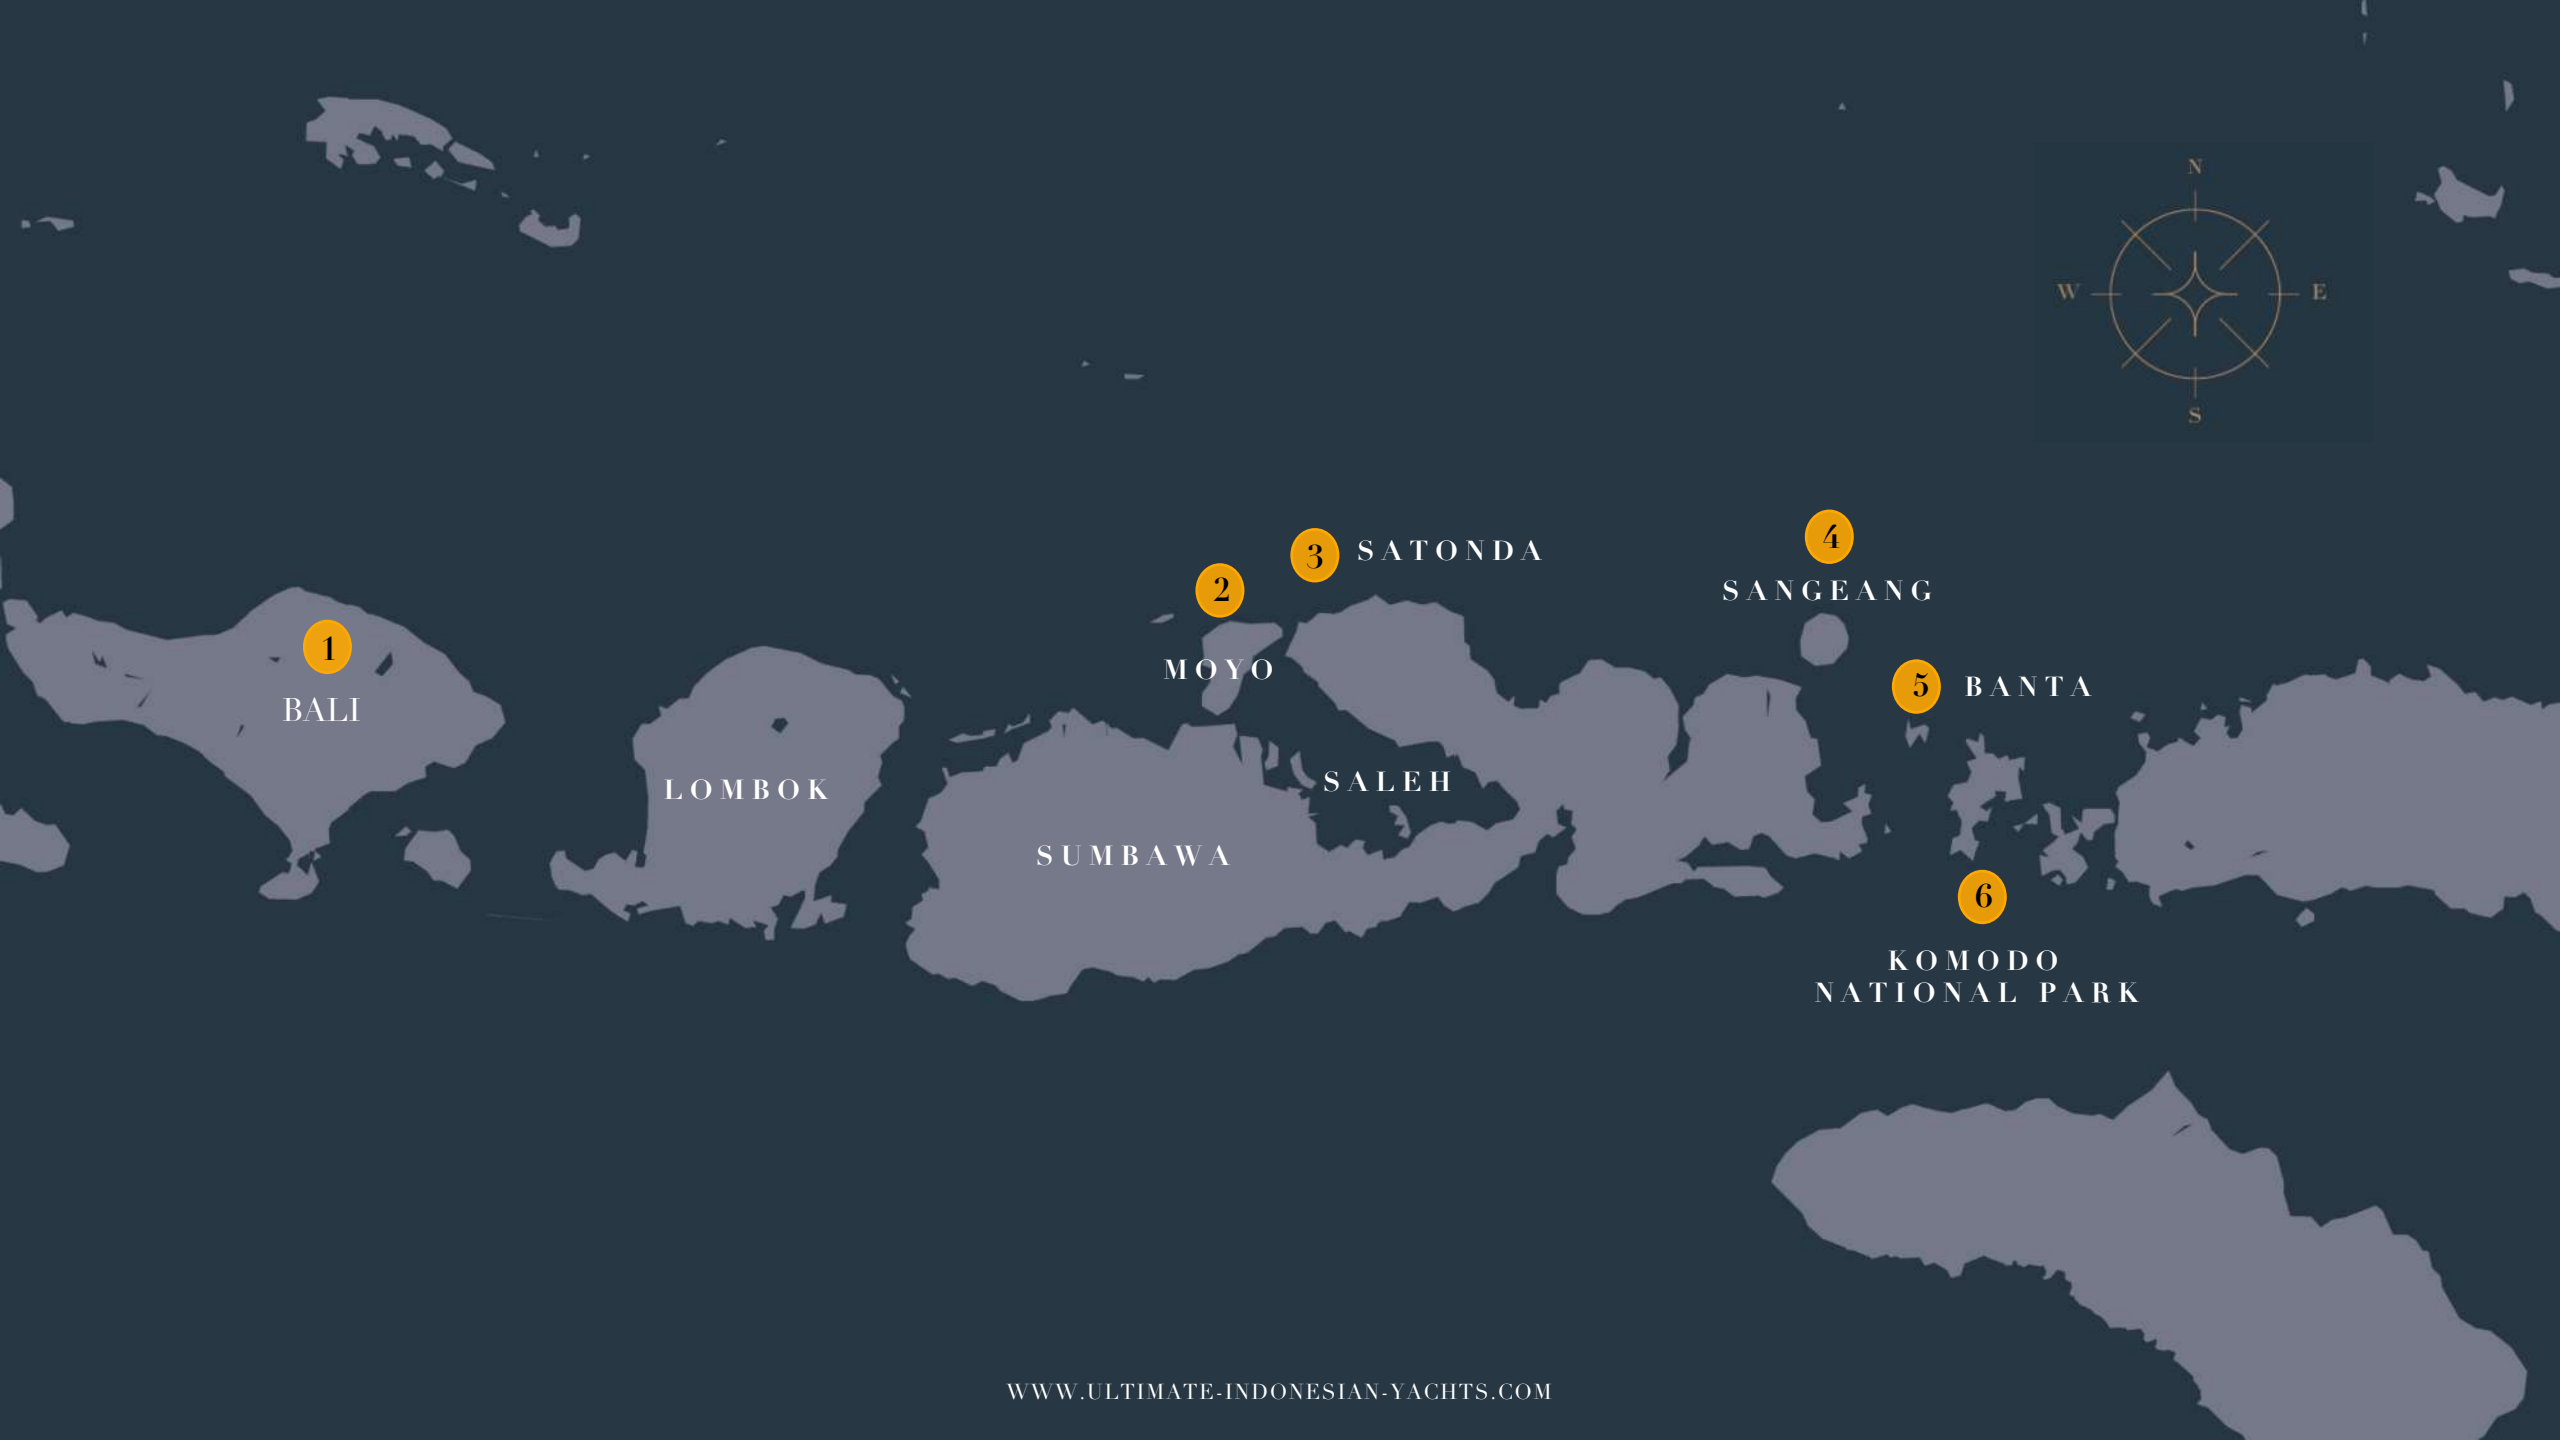 N
W
E
S
3
SATONDA
4
2
SANGEANG
1
MOYO
5
BANTA
BALI
SALEH
LOMBOK
SUMBAWA
6
KOMODO
NATIONAL PARK
WWW.ULTIMATE-INDONESIAN-YACHTS.COM